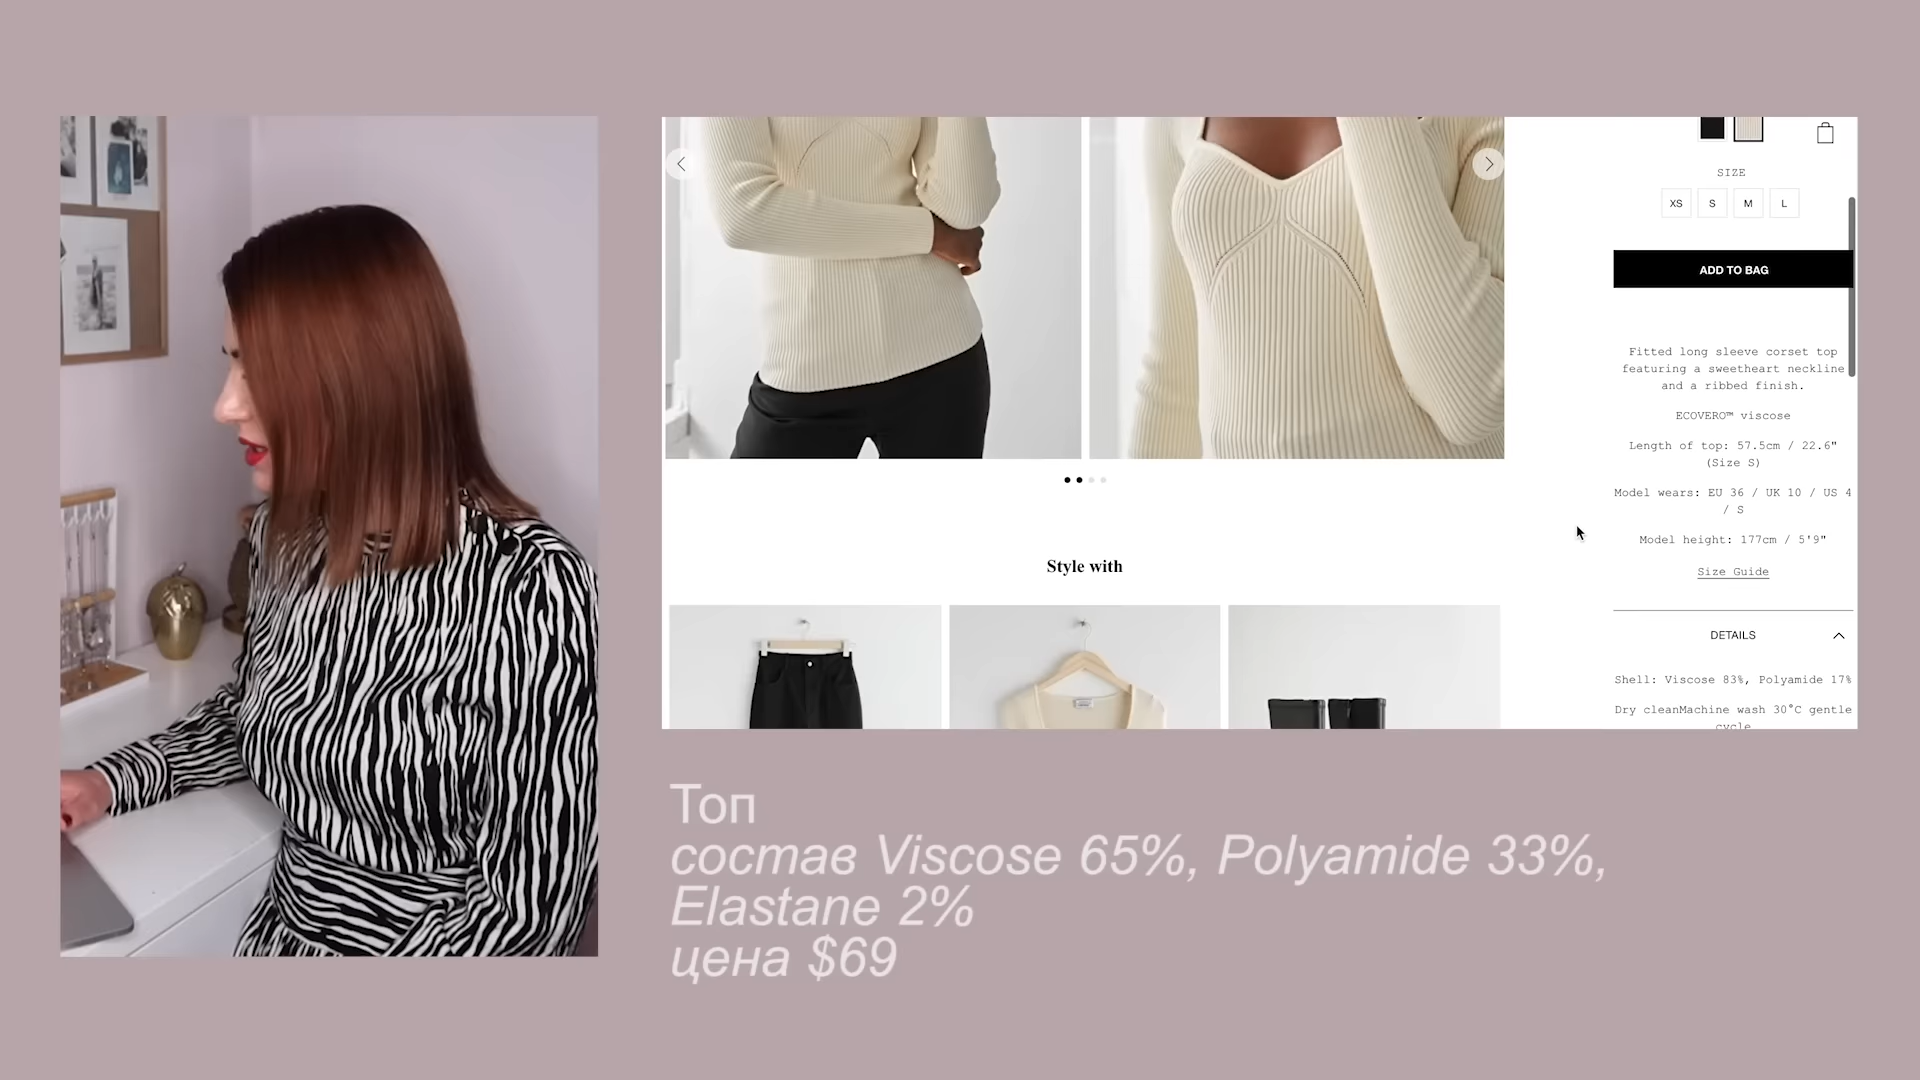 SIZE
XS S M L
ADD TO BAG
Fitted long sleeve corset top
featuring a sweetheart neckline
and a ribbed finish.
ECOVERO™ viscose
Length of top: 57.5cm / 22.6"
(Size S)
Model wears: EU 36 / UK 10 / US 4
/ S
Model height: 177cm / 5'9"
Size Guide
DETAILS
Shell: Viscose 83%, Polyamide 17%
Dry cleanMachine wash 30°C gentle
cycle
Style with
Топ
состав Viscose 65%, Polyamide 33%,
Elastane 2%
цена $69